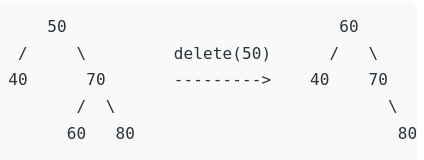 50                                60
  /       \         delete(50)        /   \
40         70       --------->      40    70
          /  \                              \
        60    80                             80